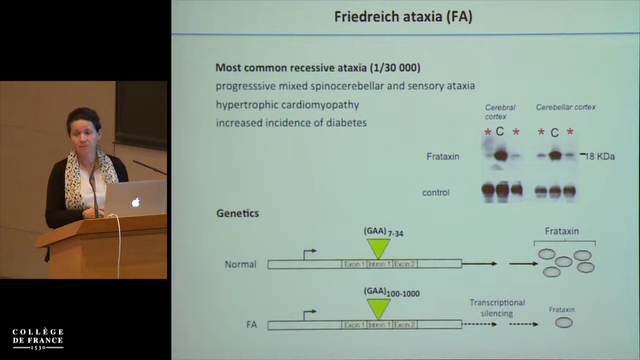 Friedreich ataxia (FA)
Most common recessive ataxia (1/30 000)
progresssive mixed spinocerebellar and sensory ataxia
hypertrophic cardiomyopathy
increased incidence of diabetes
Cerebral cortex
Cerebellar cortex
* C *
* C *
Frataxin
18 KDa
control
Genetics
(GAA)7-34
Frataxin
Normal
Exon 1 Intron 1 Exon 2
(GAA)100-1000
Transcriptional silencing
Frataxin
FA
Exon 1 Intron 1 Exon 2
COLLÈGE
DE FRANCE
1530